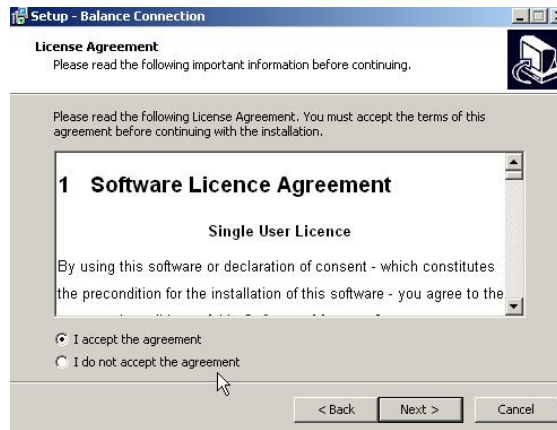 Setup - Balance Connection
License Agreement
Please read the following important information before continuing.
Please read the following License Agreement. You must accept the terms of this
agreement before continuing with the installation.
1 Software Licence Agreement
Single User Licence
By using this software or declaration of consent - which constitutes
the precondition for the installation of this software - you agree to the
I accept the agreement
I do not accept the agreement
< Back
Next >
Cancel